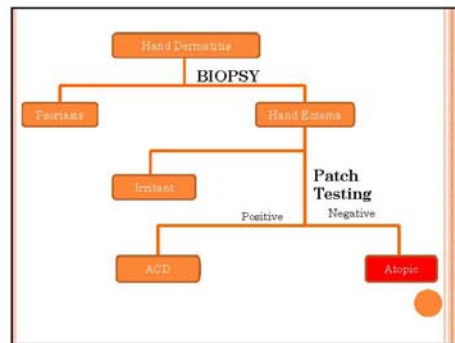 Hand Dermatitis
BIOPSY
Psoriasis
Hand Eczema
Irritant
Patch
Testing
Positive
Negative
ACD
Atopic